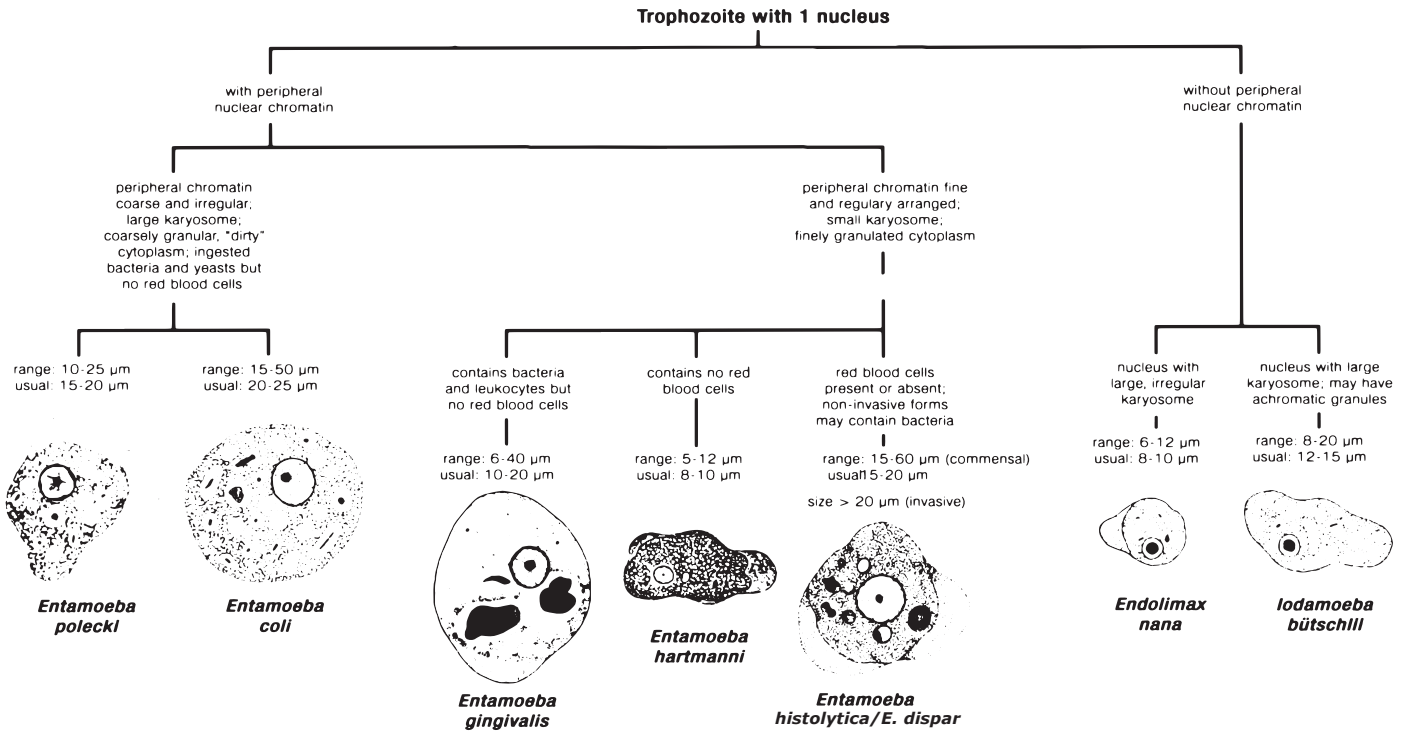 Trophozoite with 1 nucleus
with peripheral
nuclear chromatin
without peripheral
nuclear chromatin
peripheral chromatin
coarse and irregular;
large karyosome;
coarsely granular, "dirty"
cytoplasm; ingested
bacteria and yeasts but
no red blood cells
peripheral chromatin fine
and regulary arranged;
small karyosome;
finely granulated cytoplasm
range: 10-25 µm
usual: 15-20 µm
range: 15-50 µm
usual: 20-25 µm
contains bacteria
and leukocytes but
no red blood cells
contains no red
blood cells
red blood cells
present or absent;
non-invasive forms
may contain bacteria
nucleus with
large, irregular
karyosome
nucleus with large
karyosome; may have
achromatic granules
range: 6-40 µm
usual: 10-20 µm
range: 5-12 µm
usual: 8-10 µm
range: 15-60 µm (commensal)
usual15-20 µm
size > 20 µm (invasive)
range: 6-12 µm
usual: 8-10 µm
range: 8-20 µm
usual: 12-15 µm
Entamoeba
polecki
Entamoeba
coli
Entamoeba
gingivalis
Entamoeba
hartmanni
Entamoeba
histolytica/E. dispar
Endolimax
nana
Iodamoeba
bütschlii